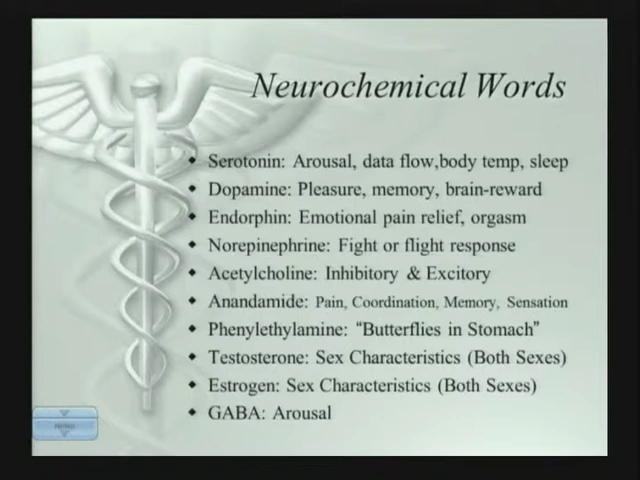 Neurochemical Words
Serotonin: Arousal, data flow,body temp, sleep
Dopamine: Pleasure, memory, brain-reward
Endorphin: Emotional pain relief, orgasm
Norepinephrine: Fight or flight response
Acetylcholine: Inhibitory & Excitory
Anandamide: Pain, Coordination, Memory, Sensation
Phenylethylamine: “Butterflies in Stomach”
Testosterone: Sex Characteristics (Both Sexes)
Estrogen: Sex Characteristics (Both Sexes)
GABA: Arousal